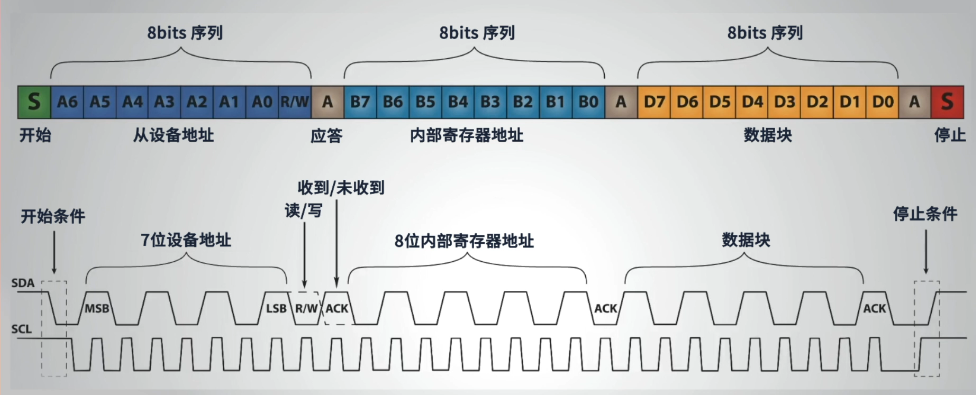 8bits 序列 8bits 序列 8bits 序列
S A6 A5 A4 A3 A2 A1 A0 R/W A B7 B6 B5 B4 B3 B2 B1 B0 A D7 D6 D5 D4 D3 D2 D1 D0 A S
开始 从设备地址 应答 内部寄存器地址 数据块 停止
收到/未收到
读/写
开始条件 停止条件
7位设备地址 8位内部寄存器地址 数据块
SDA
MSB LSB R/W ACK ACK ACK
SCL